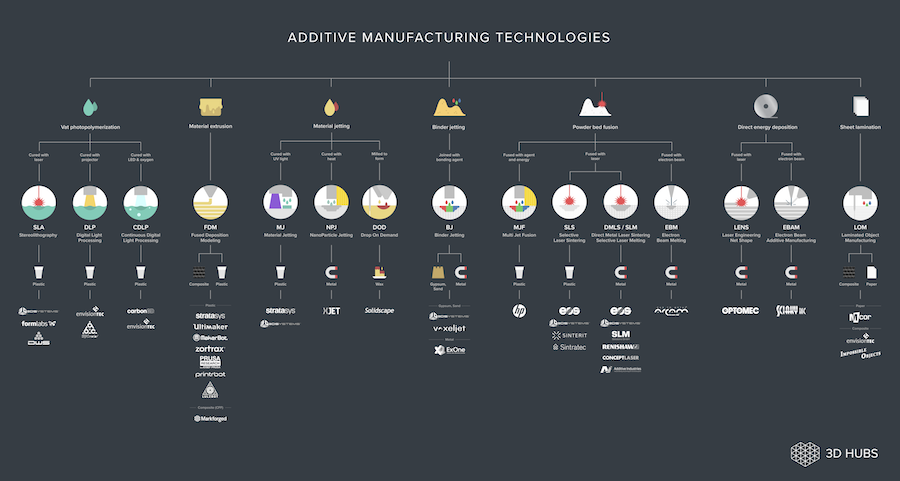 ADDITIVE MANUFACTURING TECHNOLOGIES
Vat photopolymerization
Material extrusion
Material jetting
Binder jetting
Powder bed fusion
Direct energy deposition
Sheet lamination
Cured with
laser
Cured with
projector
Cured with
LED & oxygen
Cured with
UV light
Cured with
heat
Milled to
form
Joined with
bonding agent
Fused with agent
and energy
Fused with
laser
Fused with
electron beam
Fused with
laser
Fused with
electron beam
SLA
Stereolithography
DLP
Digital Light
Processing
CDLP
Continuous Digital
Light Processing
FDM
Fused Deposition
Modeling
MJ
Material Jetting
NPJ
NanoParticle Jetting
DOD
Drop On Demand
BJ
Binder Jetting
MJF
Multi Jet Fusion
SLS
Selective
Laser Sintering
DMLS / SLM
Direct Metal Laser Sintering
Selective Laser Melting
EBM
Electron
Beam Melting
LENS
Laser Engineering
Net Shape
EBAM
Electron Beam
Additive Manufacturing
LOM
Laminated Object
Manufacturing
Plastic
Plastic
Plastic
Composite
Plastic
Plastic
Metal
Wax
Gypsum,
Sand
Metal
Plastic
Plastic
Metal
Metal
Metal
Metal
Composite
Paper
3D SYSTEMS
formlabs
DWS
envisionTEC
carbon3D
envisionTEC
Plastic
stratasys
Ultimaker
MakerBot
zortrax
PRUSA
printrbot
Composite (CFF)
Markforged
stratasys
3D SYSTEMS
XJET
Solidscape
Gypsum, Sand
3D SYSTEMS
voxeljet
Metal
ExOne
hp
eos
3D SYSTEMS
SINTERIT
Sintratec
eos
3D SYSTEMS
SLM
RENISHAW
CONCEPTLASER
Additive Industries
Arcam
OPTOMEC
SCIAKY INC
Paper
Mcor
Composite
envisionTEC
Impossible Objects
3D HUBS